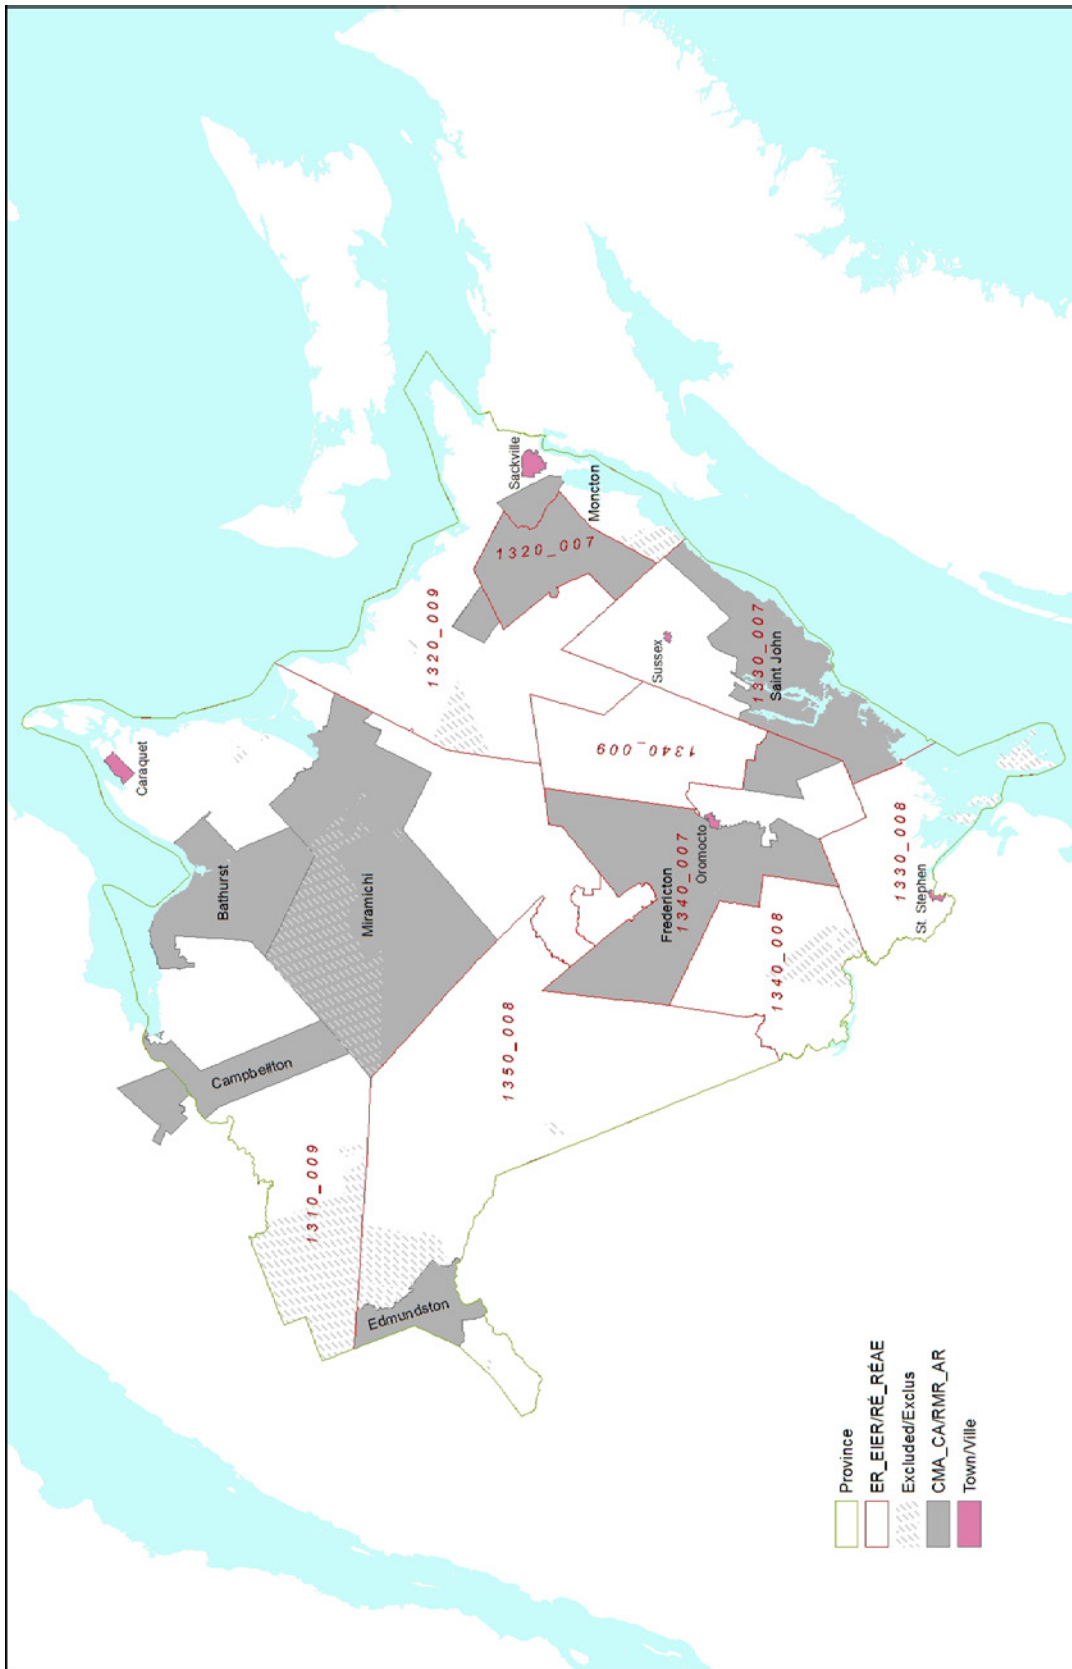 Caraquet
Bathurst
Campbellton
Miramichi
1310_009
Edmundston
1350_008
1320_009
1320_007
Moncton
Sackville
Sussex
1330_007
Saint John
1340_009
Fredericton
1340_007
Oromocto
1340_008
1330_008
St. Stephen
Province
ER_EIER/RÉ_RÉAE
Excluded/Exclus
CMA_CA/RMR_AR
Town/Ville